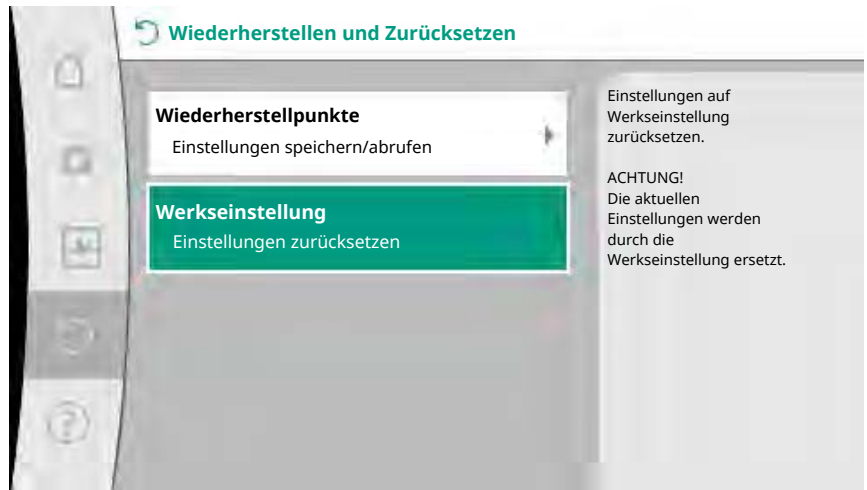 Wiederherstellen und Zurücksetzen
Wiederherstellpunkte
Einstellungen speichern/abrufen
Werkseinstellung
Einstellungen zurücksetzen
Einstellungen auf
Werkseinstellung
zurücksetzen.
ACHTUNG!
Die aktuellen
Einstellungen werden
durch die
Werkseinstellung ersetzt.